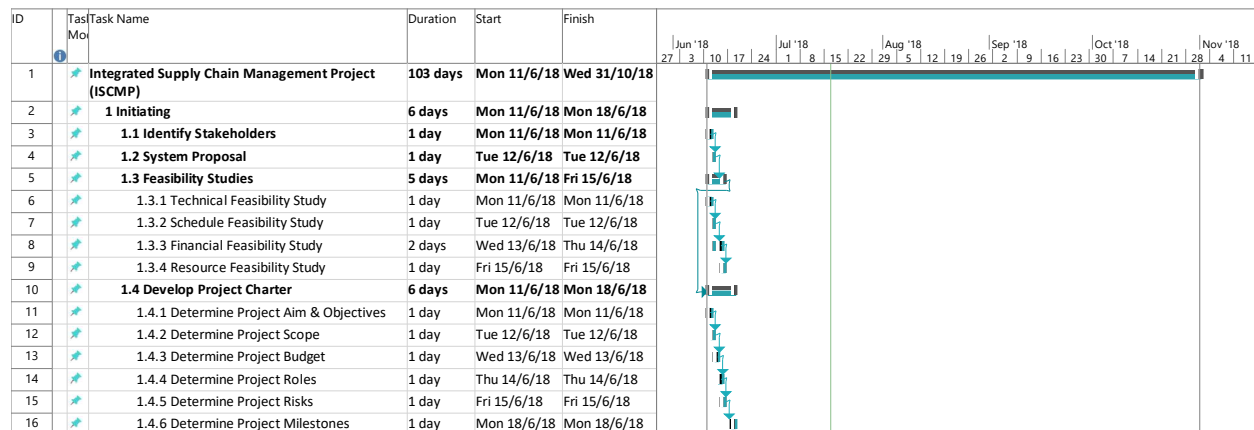 ID Task Mode Task Name Duration Start Finish
Jun '18 Jul '18 Aug '18 Sep '18 Oct '18 Nov '18
27 3 10 17 24 1 8 15 22 29 5 12 19 26 2 9 16 23 30 7 14 21 28 4 11
1 Integrated Supply Chain Management Project (ISCMP) 103 days Mon 11/6/18 Wed 31/10/18
2 1 Initiating 6 days Mon 11/6/18 Mon 18/6/18
3 1.1 Identify Stakeholders 1 day Mon 11/6/18 Mon 11/6/18
4 1.2 System Proposal 1 day Tue 12/6/18 Tue 12/6/18
5 1.3 Feasibility Studies 5 days Mon 11/6/18 Fri 15/6/18
6 1.3.1 Technical Feasibility Study 1 day Mon 11/6/18 Mon 11/6/18
7 1.3.2 Schedule Feasibility Study 1 day Tue 12/6/18 Tue 12/6/18
8 1.3.3 Financial Feasibility Study 2 days Wed 13/6/18 Thu 14/6/18
9 1.3.4 Resource Feasibility Study 1 day Fri 15/6/18 Fri 15/6/18
10 1.4 Develop Project Charter 6 days Mon 11/6/18 Mon 18/6/18
11 1.4.1 Determine Project Aim & Objectives 1 day Mon 11/6/18 Mon 11/6/18
12 1.4.2 Determine Project Scope 1 day Tue 12/6/18 Tue 12/6/18
13 1.4.3 Determine Project Budget 1 day Wed 13/6/18 Wed 13/6/18
14 1.4.4 Determine Project Roles 1 day Thu 14/6/18 Thu 14/6/18
15 1.4.5 Determine Project Risks 1 day Fri 15/6/18 Fri 15/6/18
16 1.4.6 Determine Project Milestones 1 day Mon 18/6/18 Mon 18/6/18